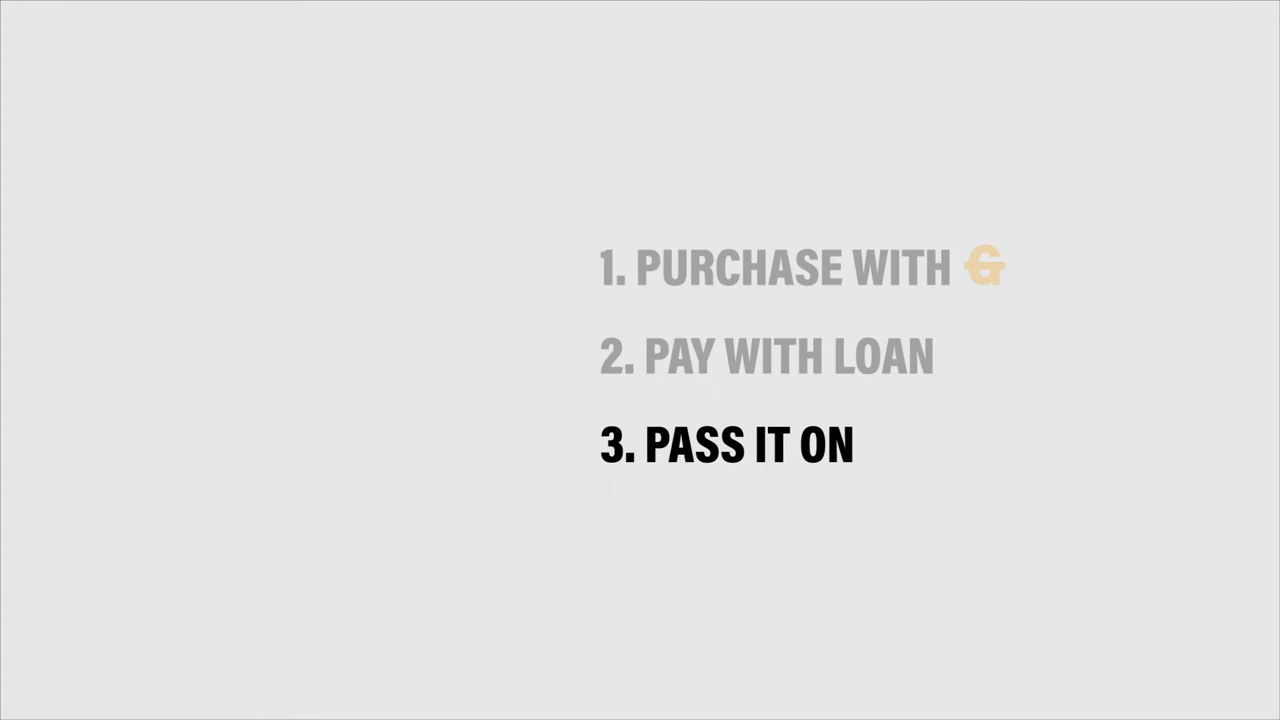 1. PURCHASE WITH G
2. PAY WITH LOAN
3. PASS IT ON